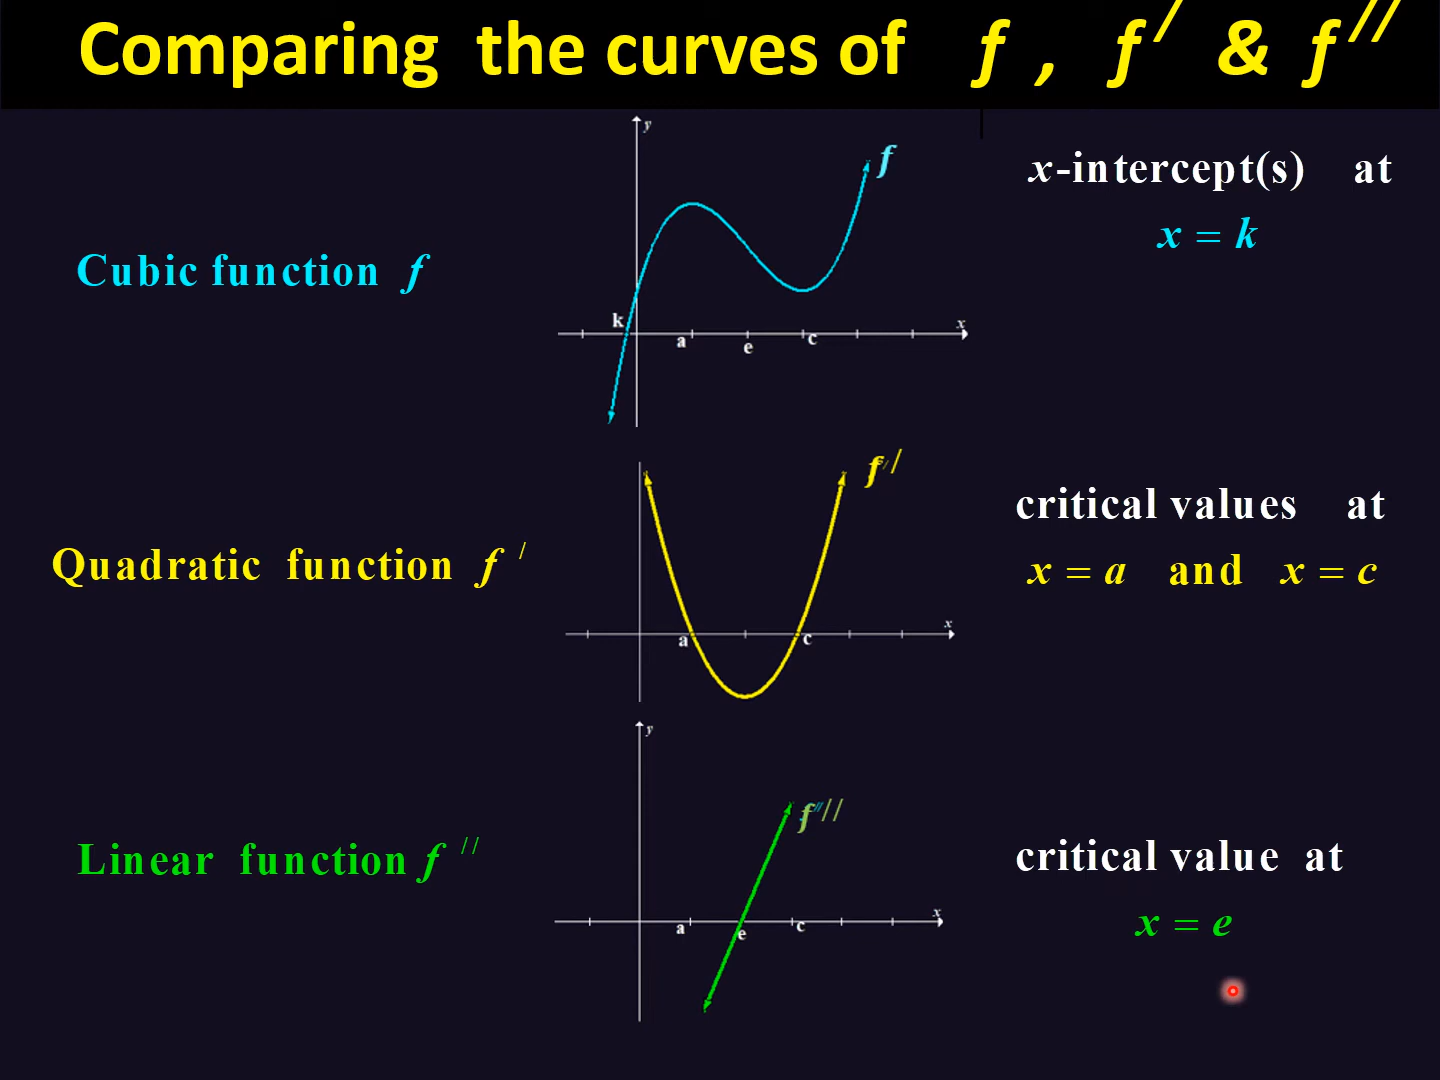 Comparing the curves of f , f / & f //
y
f
x-intercept(s) at
x = k
Cubic function f
k
x
a
e
c
f /
critical values at
Quadratic function f /
x = a and x = c
x
a
c
y
f //
Linear function f //
critical value at
x
a
e
c
x = e